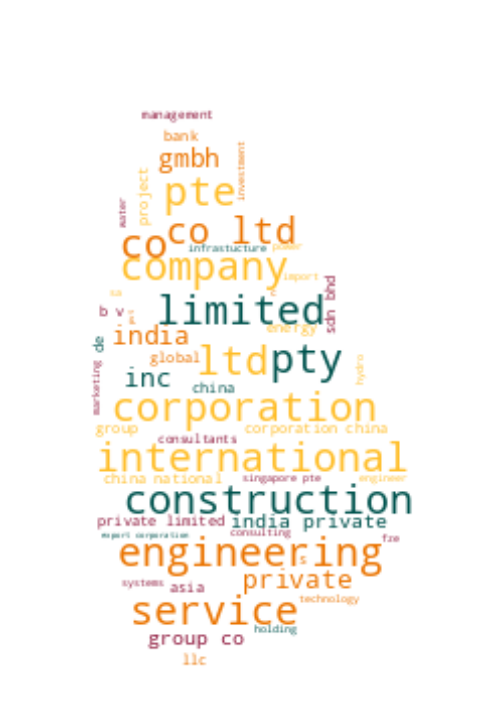 management
bank
gmbh
investment
project
pte
water
co ltd
co
infrastucture
power
company
import
sa
limited
sdn bhd
b v
energy
india
de
global
ltd
pty
hydro
inc
china
marketing
corporation
group
corporation china
consultants
international
china national
singapore pte
engineer
construction
private limited
india private
export corporation
consulting
fze
engineering
s
private
systems
asia
technology
service
holding
group co
llc